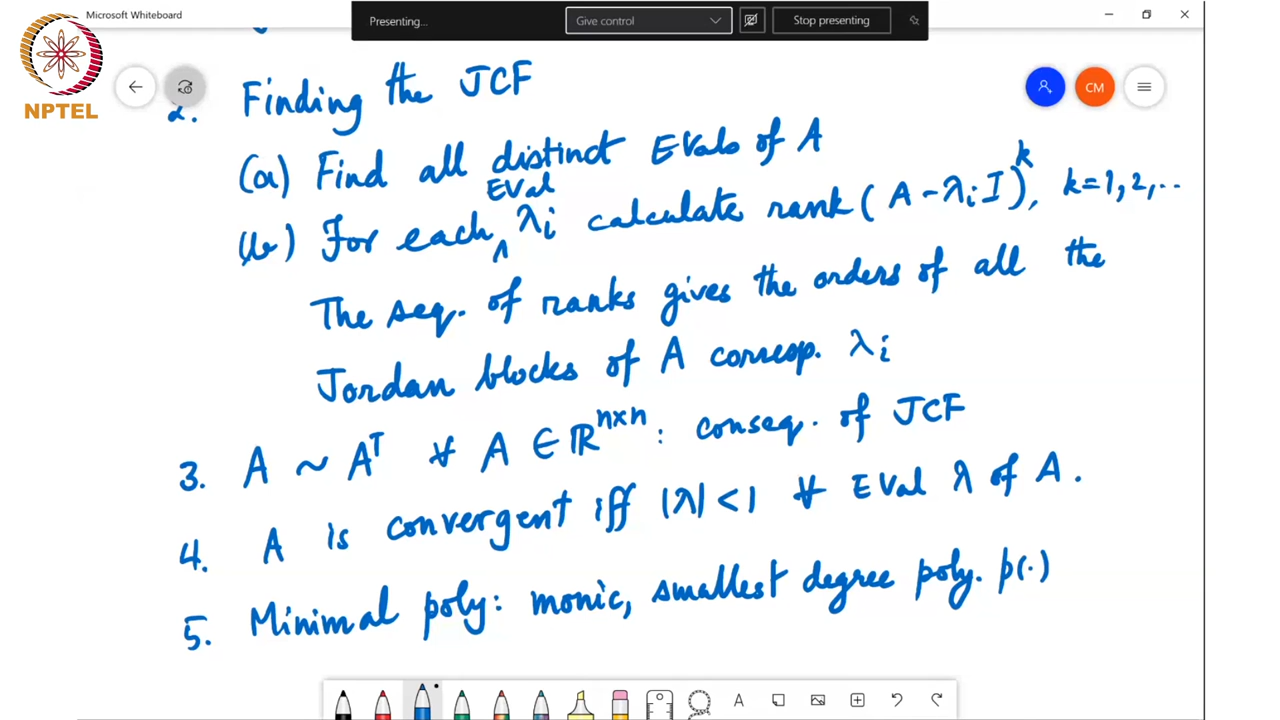 Microsoft Whiteboard
Presenting...
Give control
Stop presenting
NPTEL
CM
2. Finding the JCF
(a) Find all distinct EVals of A
(b) For each EVal λi calculate rank(A - λiI)^k, k=1, 2, ..
The seq. of ranks gives the orders of all the
Jordan blocks of A corresp. λi
3. A ~ A^T ∀ A ∈ ℝ^{n×n} : conseq. of JCF
4. A is convergent iff |λ| < 1 ∀ EVal λ of A.
5. Minimal poly: monic, smallest degree poly. p(·)
A